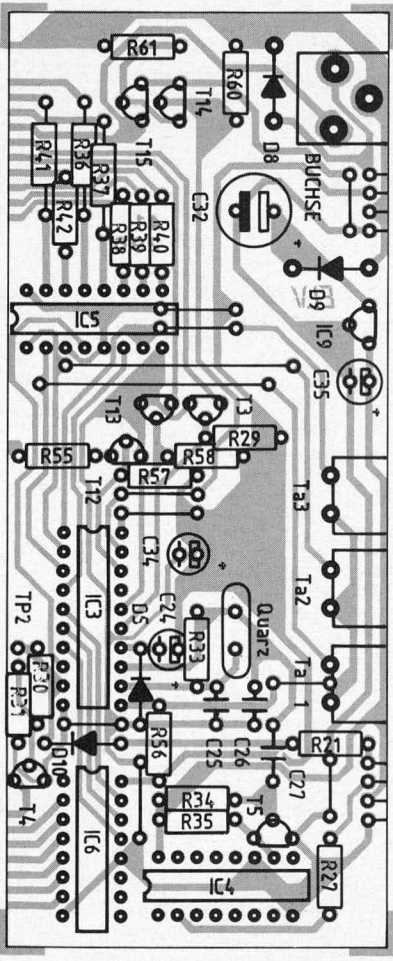 R61
R60
D8
T15
T14
R41
R36
R37
R42
R38
R39
R40
C32
BUCHSE
D9
IC9
IC5
C35
T13
T3
R29
R58
R55
R57
T12
Ta3
C34
IC3
D5
C24
Quarz
Ta2
TP2
R33
Ta 1
R30
R31
D10
R56
C25
C26
C27
R21
T4
R34
R35
T5
IC6
IC4
R27